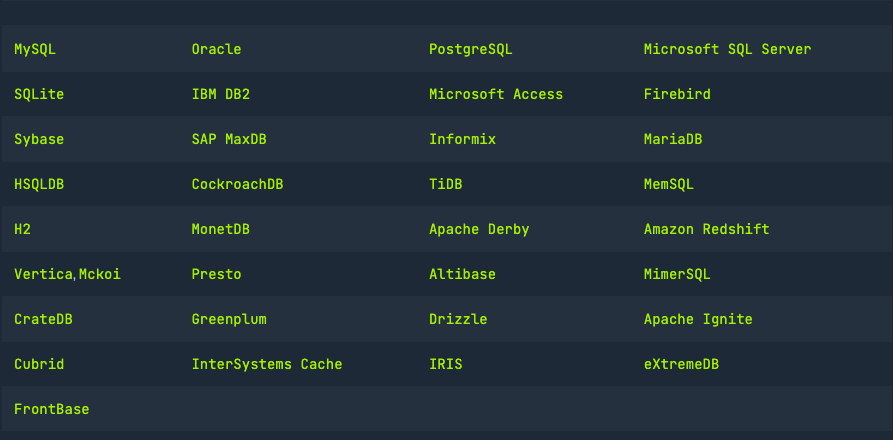 MySQL Oracle PostgreSQL Microsoft SQL Server
SQLite IBM DB2 Microsoft Access Firebird
Sybase SAP MaxDB Informix MariaDB
HSQLDB CockroachDB TiDB MemSQL
H2 MonetDB Apache Derby Amazon Redshift
Vertica,Mckoi Presto Altibase MimerSQL
CrateDB Greenplum Drizzle Apache Ignite
Cubrid InterSystems Cache IRIS eXtremeDB
FrontBase